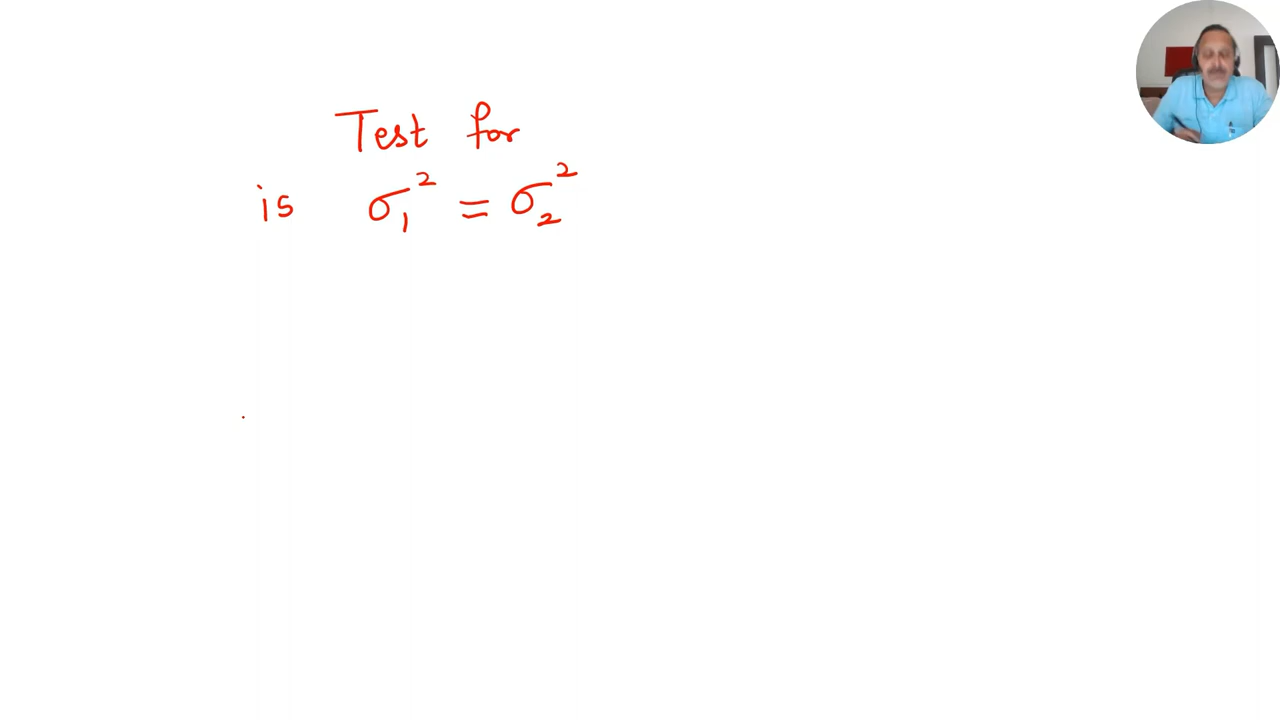 Test for
is σ₁² = σ₂²